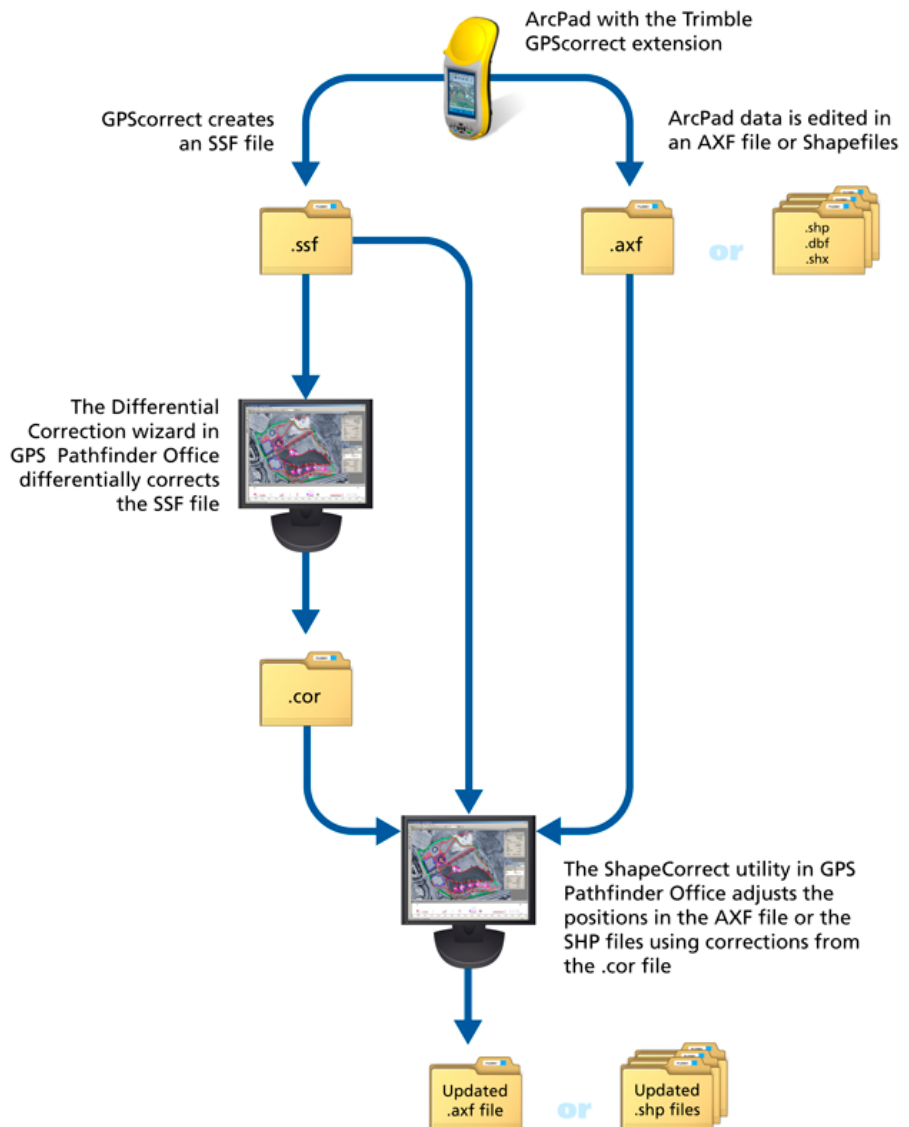 ArcPad with the Trimble
GPScorrect extension
GPScorrect creates
an SSF file
ArcPad data is edited in
an AXF file or Shapefiles
.ssf
.axf
or
.shp
.dbf
.shx
The Differential
Correction wizard in
GPS Pathfinder Office
differentially corrects
the SSF file
.cor
The ShapeCorrect utility in GPS
Pathfinder Office adjusts the
positions in the AXF file or the
SHP files using corrections from
the .cor file
Updated
.axf file
or
Updated
.shp files